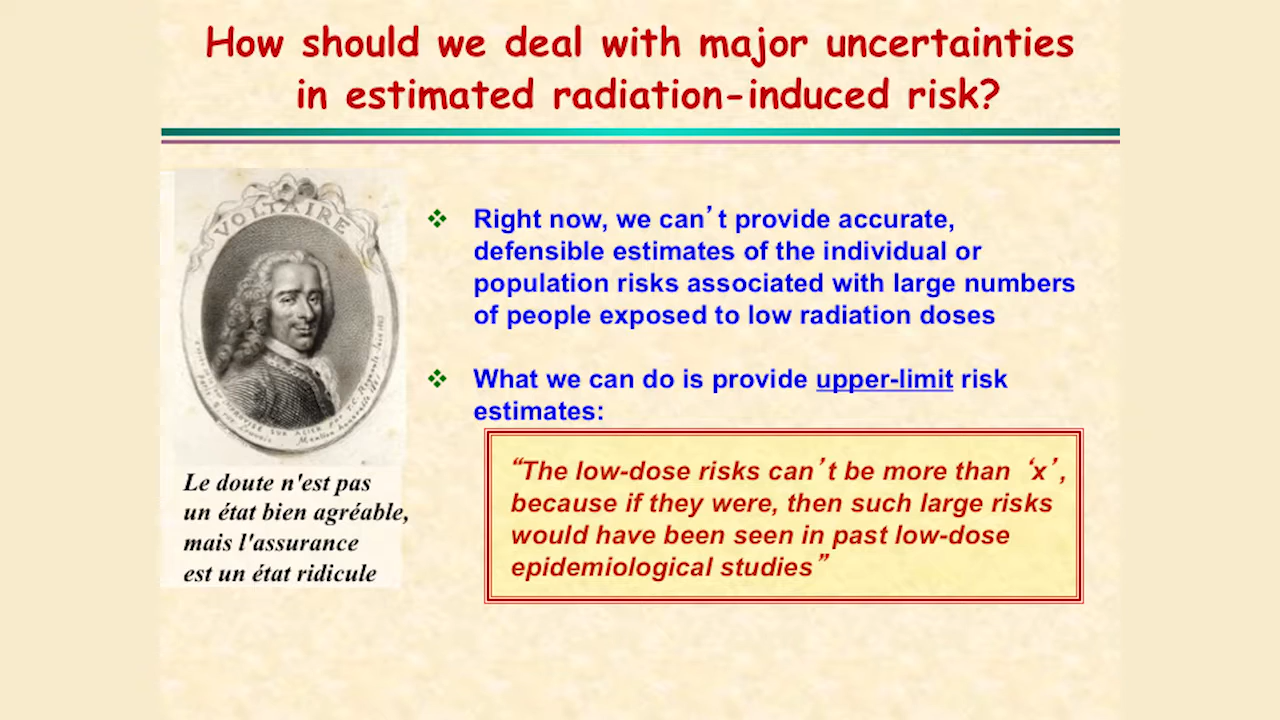 How should we deal with major uncertainties
in estimated radiation-induced risk?
VOLTAIRE
Le doute n'est pas
un état bien agréable,
mais l'assurance
est un état ridicule
Right now, we can’t provide accurate,
defensible estimates of the individual or
population risks associated with large numbers
of people exposed to low radiation doses
What we can do is provide upper-limit risk
estimates:
“The low-dose risks can’t be more than ‘x’,
because if they were, then such large risks
would have been seen in past low-dose
epidemiological studies”